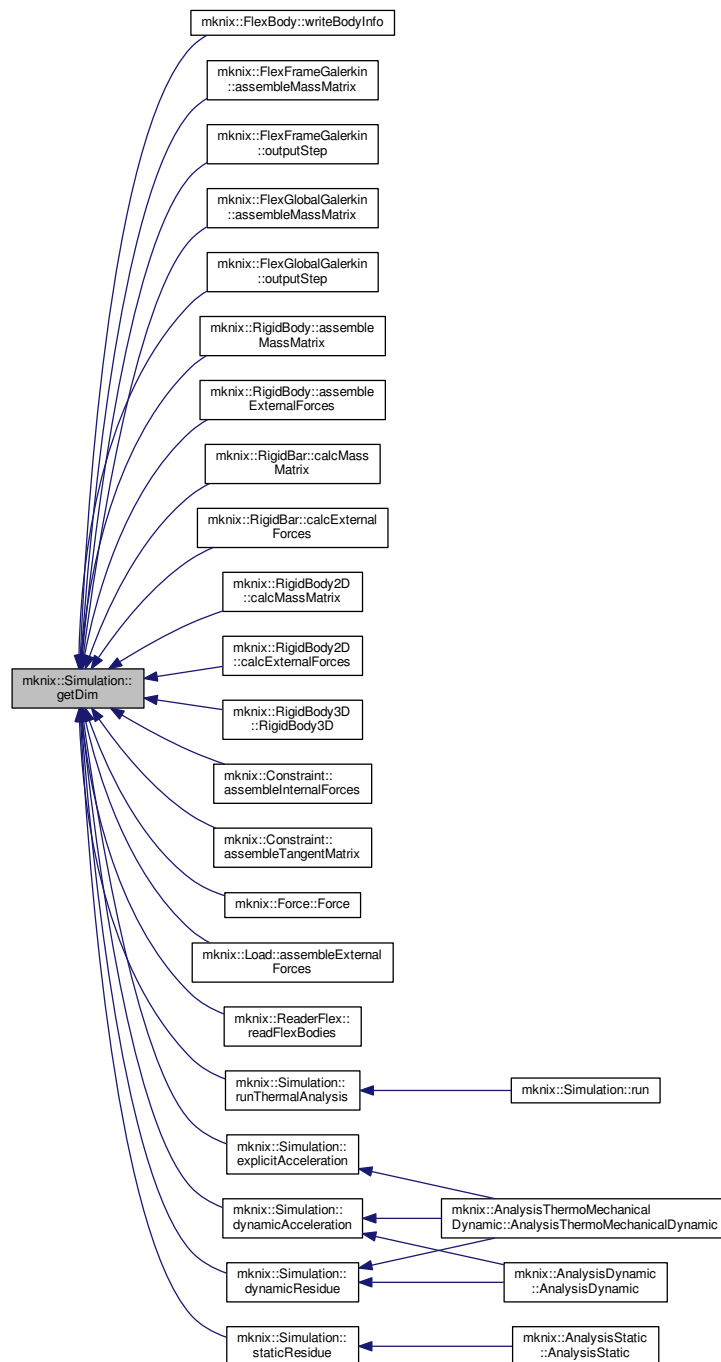 mknix::FlexBody::writeBodyInfo
mknix::FlexFrameGalerkin
::assembleMassMatrix
mknix::FlexFrameGalerkin
::outputStep
mknix::FlexGlobalGalerkin
::assembleMassMatrix
mknix::FlexGlobalGalerkin
::outputStep
mknix::RigidBody::assemble
MassMatrix
mknix::RigidBody::assemble
ExternalForces
mknix::RigidBar::calcMass
Matrix
mknix::RigidBar::calcExternal
Forces
mknix::RigidBody2D
::calcMassMatrix
mknix::RigidBody2D
::calcExternalForces
mknix::Simulation::
getDim
mknix::RigidBody3D
::RigidBody3D
mknix::Constraint::
assembleInternalForces
mknix::Constraint::
assembleTangentMatrix
mknix::Force::Force
mknix::Load::assembleExternal
Forces
mknix::ReaderFlex::
readFlexBodies
mknix::Simulation::
runThermalAnalysis
mknix::Simulation::run
mknix::Simulation::
explicitAcceleration
mknix::Simulation::
dynamicAcceleration
mknix::AnalysisThermoMechanical
Dynamic::AnalysisThermoMechanicalDynamic
mknix::Simulation::
dynamicResidue
mknix::AnalysisDynamic
::AnalysisDynamic
mknix::Simulation::
staticResidue
mknix::AnalysisStatic
::AnalysisStatic